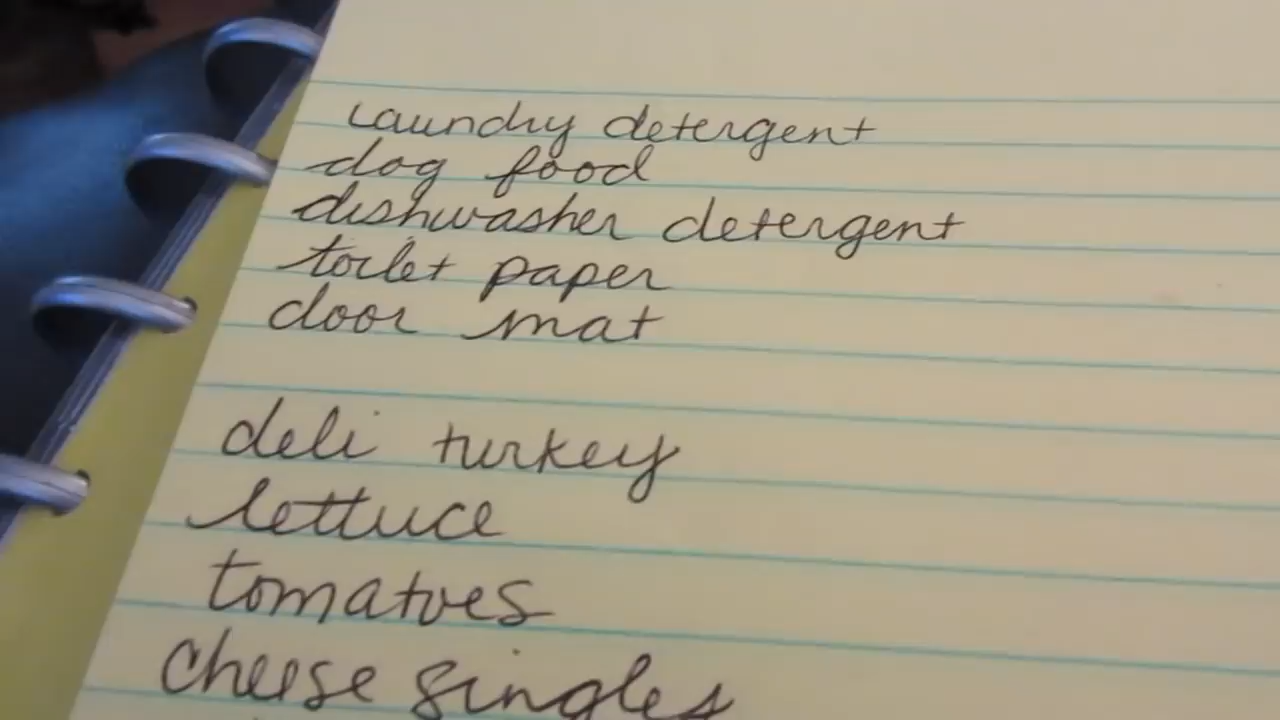 laundry detergent
dog food
dishwasher detergent
toilet paper
door mat
deli turkey
lettuce
tomatoes
cheese singles